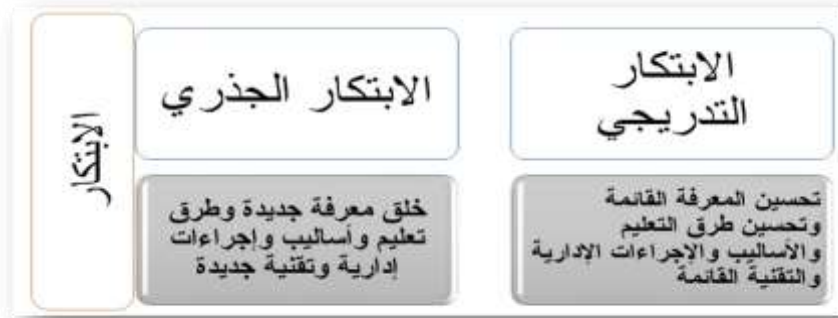 الابتكار التدريجي
تحسين المعرفة القائمة
وتحسين طرق التعليم
والأساليب والإجراءات الإدارية
والتقنية القائمة
الابتكار الجذري
خلق معرفة جديدة وطرق
تعليم وأساليب وإجراءات
إدارية وتقنية جديدة
الابتكار